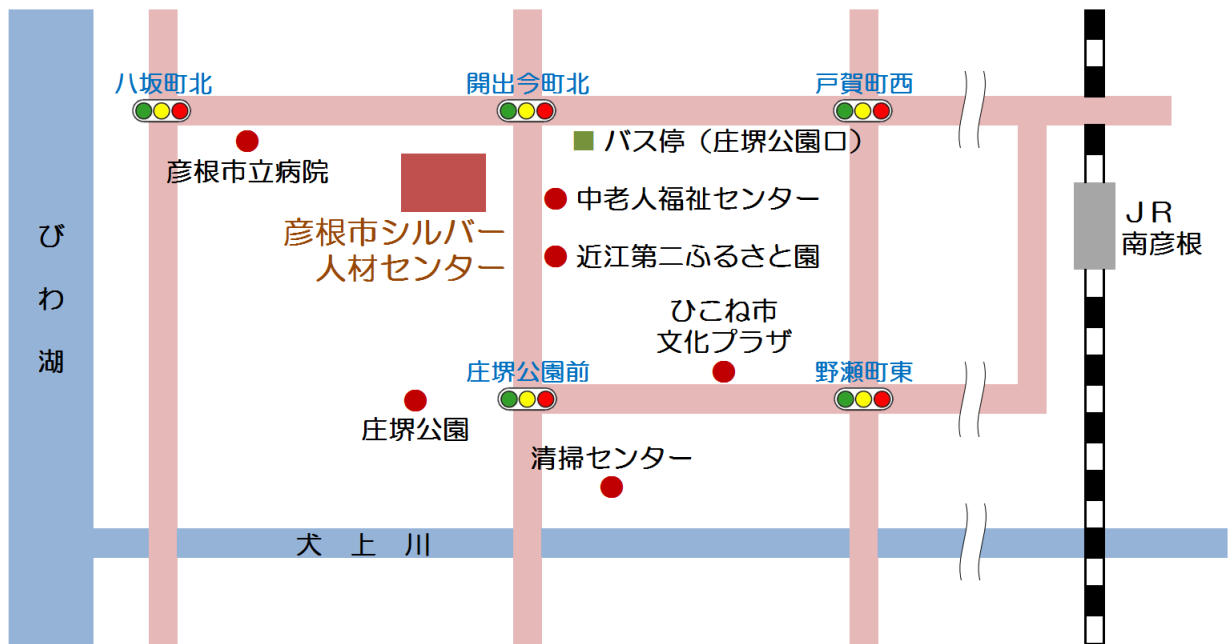 八坂町北
開出今町北
戸賀町西
バス停（庄堺公園口）
彦根市立病院
中老人福祉センター
彦根市シルバー
人材センター
近江第二ふるさと園
ＪＲ
南彦根
びわ湖
ひこね市
文化プラザ
庄堺公園前
野瀬町東
庄堺公園
清掃センター
犬上川